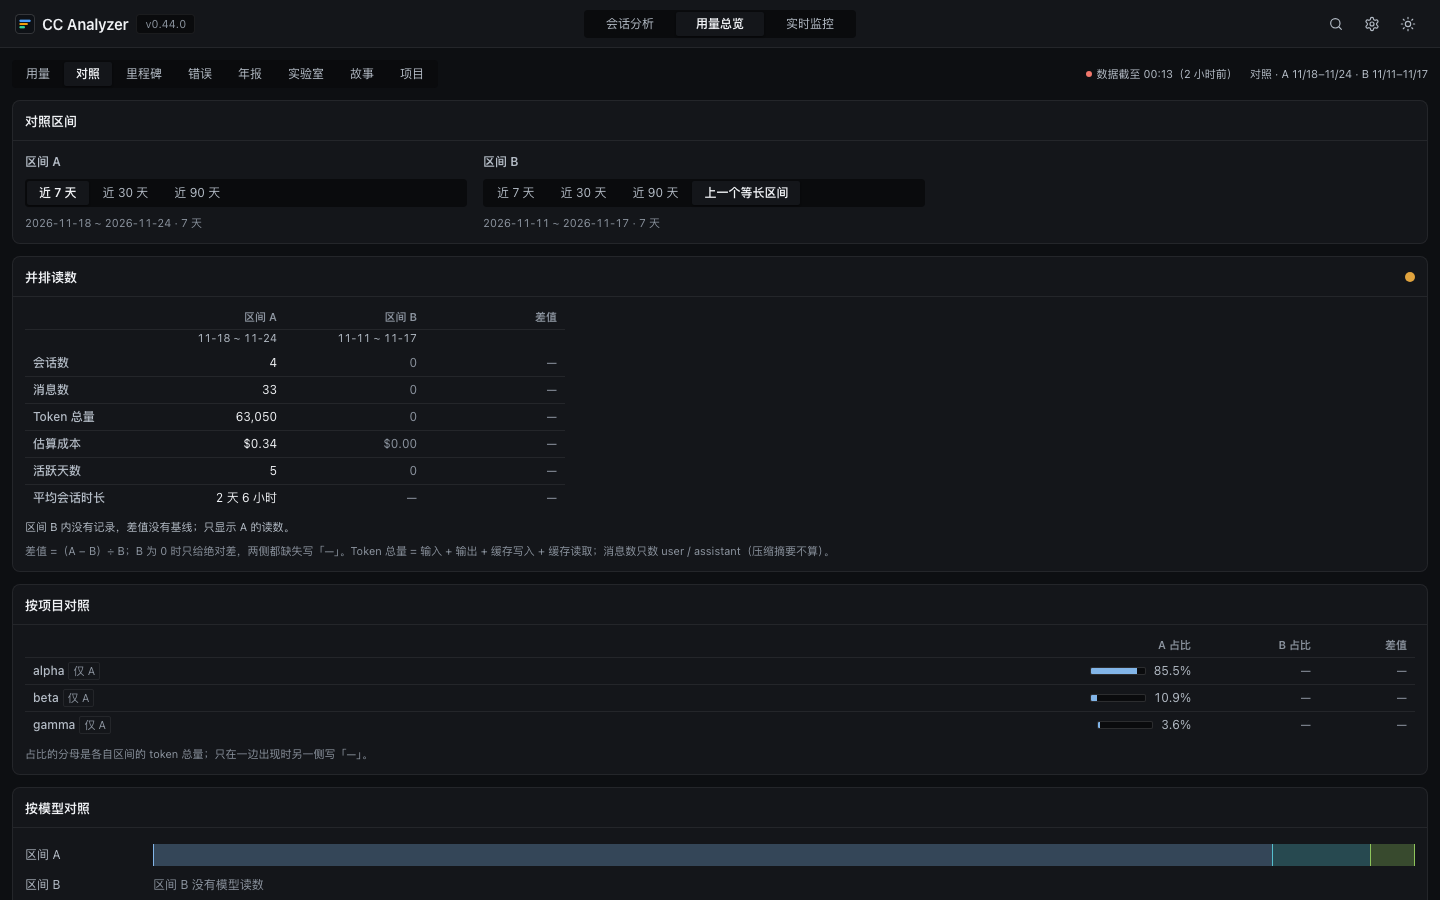 CC Analyzer v0.44.0 会话分析 用量总览 实时监控
用量 对照 里程碑 错误 年报 实验室 故事 项目 数据截至 00:13（2 小时前） 对照 · A 11/18–11/24 · B 11/11–11/17
对照区间
区间 A 区间 B
近 7 天 近 30 天 近 90 天 近 7 天 近 30 天 近 90 天 上一个等长区间
2026-11-18 ~ 2026-11-24 · 7 天 2026-11-11 ~ 2026-11-17 · 7 天
并排读数
区间 A 区间 B 差值
11-18 ~ 11-24 11-11 ~ 11-17
会话数 4 0 —
消息数 33 0 —
Token 总量 63,050 0 —
估算成本 $0.34 $0.00 —
活跃天数 5 0 —
平均会话时长 2 天 6 小时 — —
区间 B 内没有记录，差值没有基线；只显示 A 的读数。
差值 =（A − B）÷ B；B 为 0 时只给绝对差，两侧都缺失写「—」。Token 总量 = 输入 + 输出 + 缓存写入 + 缓存读取；消息数只数 user / assistant（压缩摘要不算）。
按项目对照
A 占比 B 占比 差值
alpha 仅 A 85.5% — —
beta 仅 A 10.9% — —
gamma 仅 A 3.6% — —
占比的分母是各自区间的 token 总量；只在一边出现时另一侧写「—」。
按模型对照
区间 A
区间 B 区间 B 没有模型读数